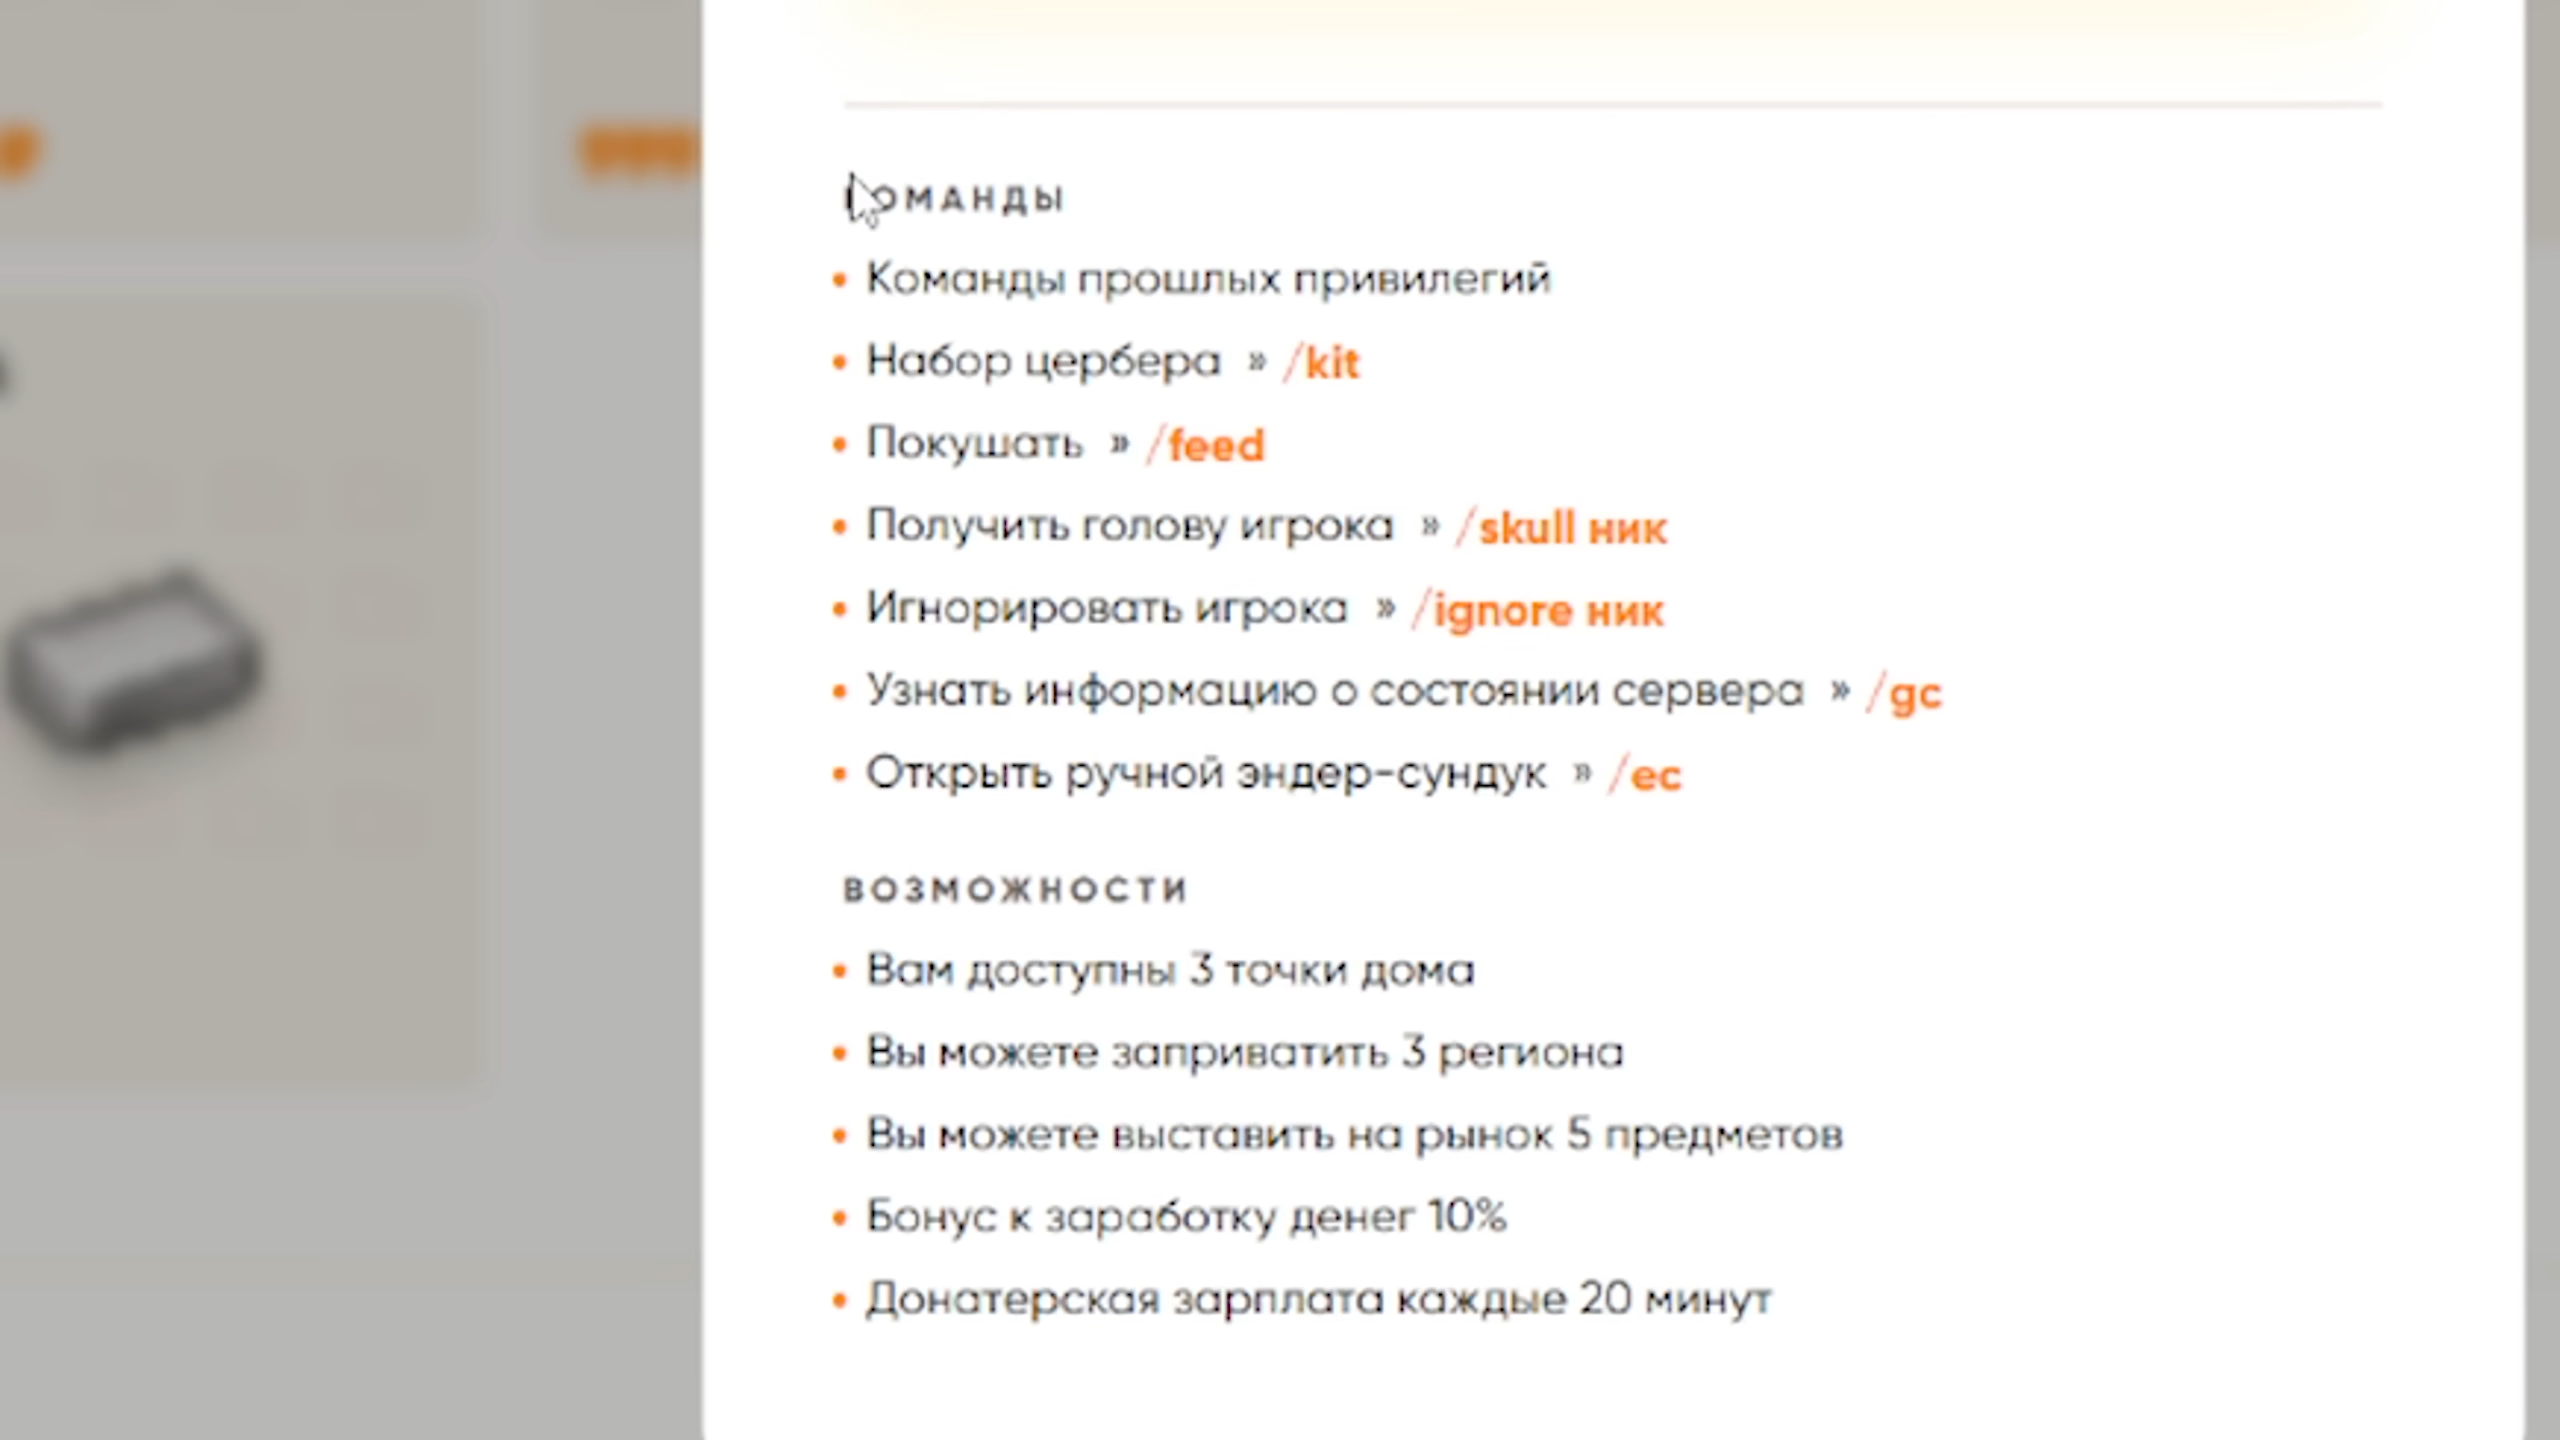 КОМАНДЫ
• Команды прошлых привилегий
• Набор цербера » /kit
• Покушать » /feed
• Получить голову игрока » /skull ник
• Игнорировать игрока » /ignore ник
• Узнать информацию о состоянии сервера » /gc
• Открыть ручной эндер-сундук » /ec
ВОЗМОЖНОСТИ
• Вам доступны 3 точки дома
• Вы можете заприватить 3 региона
• Вы можете выставить на рынок 5 предметов
• Бонус к заработку денег 10%
• Донатерская зарплата каждые 20 минут